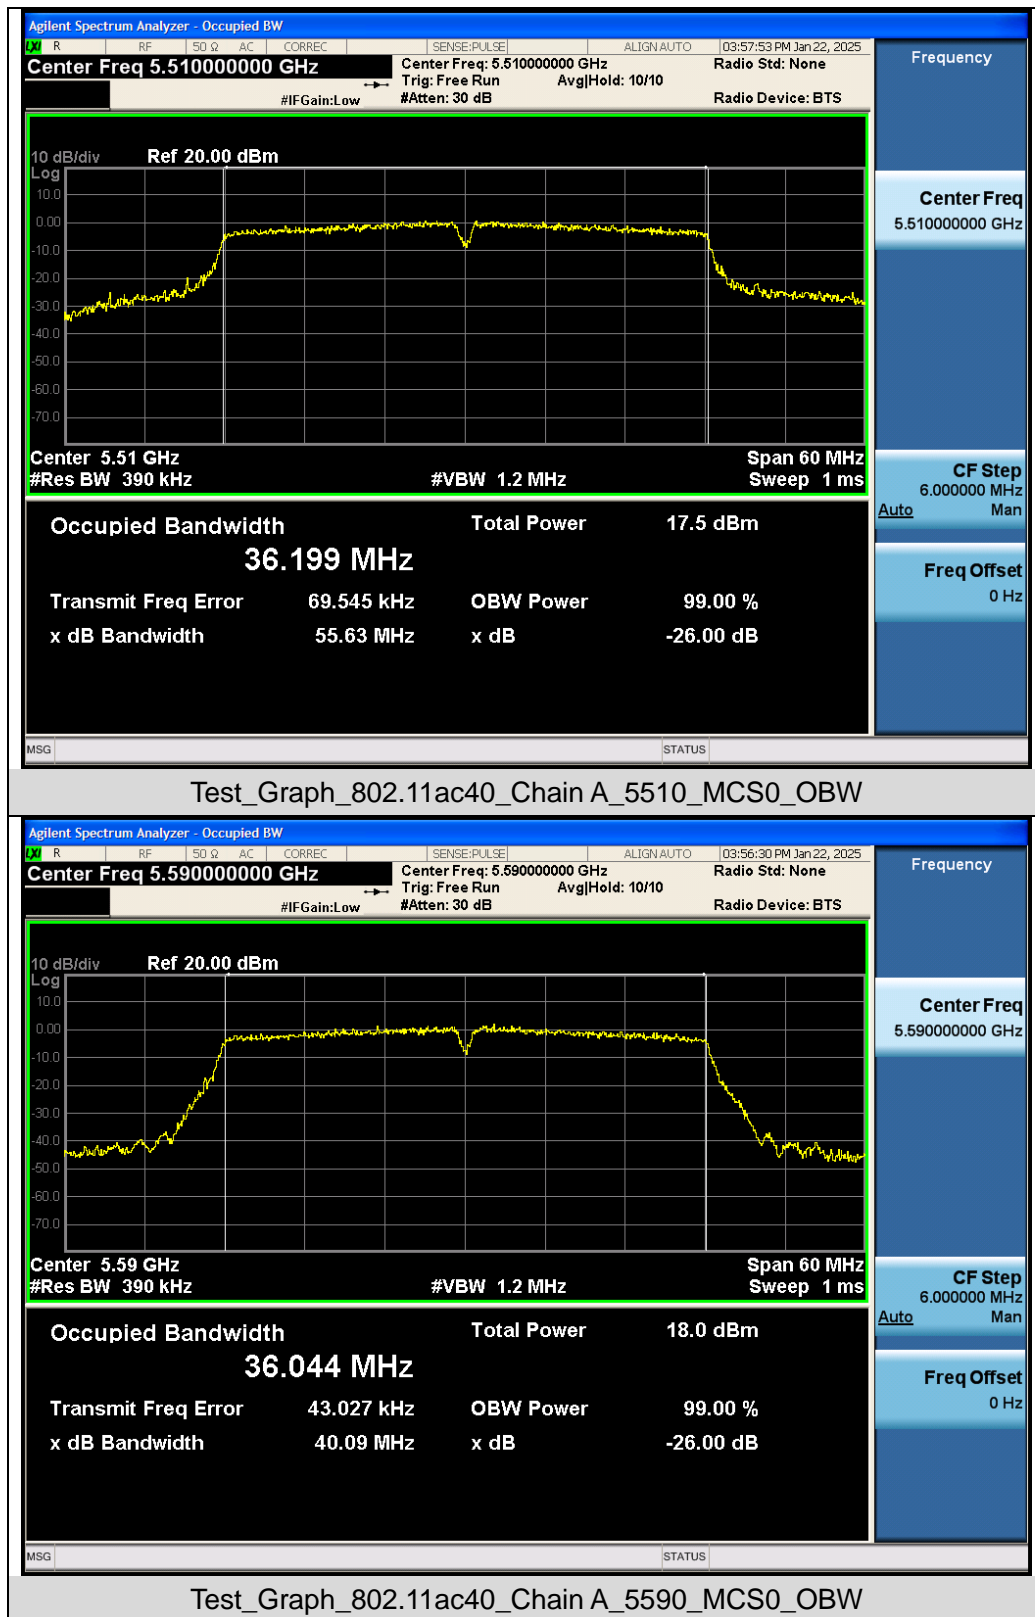 Agilent Spectrum Analyzer - Occupied BW
LXI R RF 50 Ω AC CORREC SENSE:PULSE ALIGN AUTO 03:57:53 PM Jan 22, 2025
Center Freq 5.510000000 GHz
Center Freq: 5.510000000 GHz Radio Std: None
Trig: Free Run Avg|Hold: 10/10
#IFGain:Low #Atten: 30 dB Radio Device: BTS
Frequency
10 dB/div Ref 20.00 dBm
Log
10.0
0.00
-10.0
-20.0
-30.0
-40.0
-50.0
-60.0
-70.0
Center Freq
5.510000000 GHz
Center 5.51 GHz Span 60 MHz
#Res BW 390 kHz #VBW 1.2 MHz Sweep 1 ms
CF Step
6.000000 MHz
Auto Man
Freq Offset
0 Hz
Occupied Bandwidth Total Power 17.5 dBm
36.199 MHz
Transmit Freq Error 69.545 kHz OBW Power 99.00 %
x dB Bandwidth 55.63 MHz x dB -26.00 dB
MSG STATUS
Test_Graph_802.11ac40_Chain A_5510_MCS0_OBW
Agilent Spectrum Analyzer - Occupied BW
LXI R RF 50 Ω AC CORREC SENSE:PULSE ALIGN AUTO 03:56:30 PM Jan 22, 2025
Center Freq 5.590000000 GHz
Center Freq: 5.590000000 GHz Radio Std: None
Trig: Free Run Avg|Hold: 10/10
#IFGain:Low #Atten: 30 dB Radio Device: BTS
Frequency
10 dB/div Ref 20.00 dBm
Log
10.0
0.00
-10.0
-20.0
-30.0
-40.0
-50.0
-60.0
-70.0
Center Freq
5.590000000 GHz
Center 5.59 GHz Span 60 MHz
#Res BW 390 kHz #VBW 1.2 MHz Sweep 1 ms
CF Step
6.000000 MHz
Auto Man
Freq Offset
0 Hz
Occupied Bandwidth Total Power 18.0 dBm
36.044 MHz
Transmit Freq Error 43.027 kHz OBW Power 99.00 %
x dB Bandwidth 40.09 MHz x dB -26.00 dB
MSG STATUS
Test_Graph_802.11ac40_Chain A_5590_MCS0_OBW